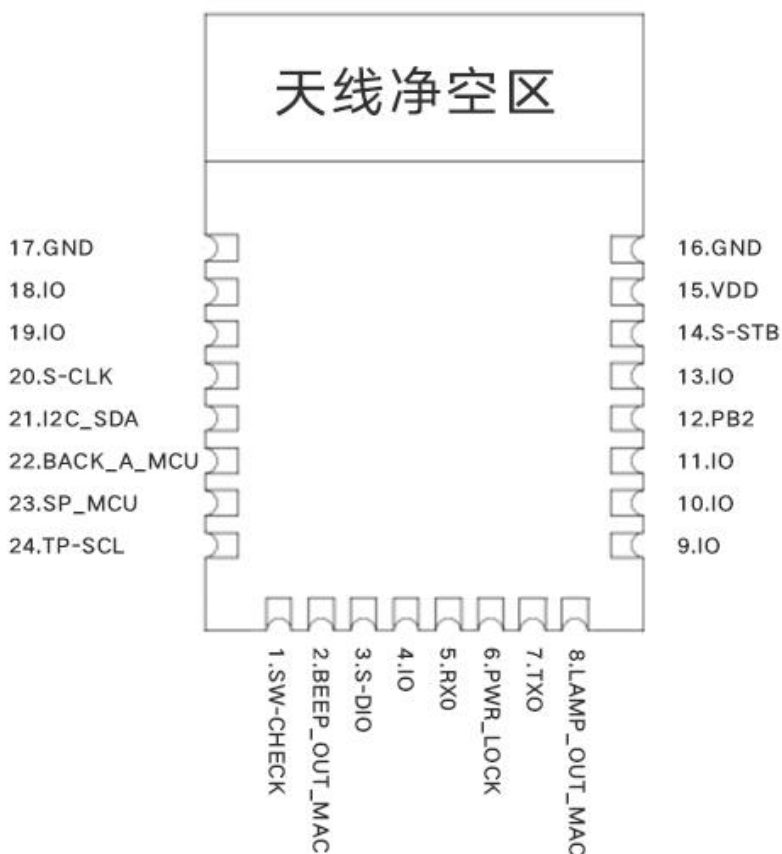 天线净空区
17.GND
18.IO
19.IO
20.S-CLK
21.I2C_SDA
22.BACK_A_MCU
23.SP_MCU
24.TP-SCL
16.GND
15.VDD
14.S-STB
13.IO
12.PB2
11.IO
10.IO
9.IO
1.SW-CHECK
2.BEEP_OUT_MAC
3.S-DIO
4.IO
5.RX0
6.PWR_LOCK
7.TX0
8.LAMP_OUT_MAC